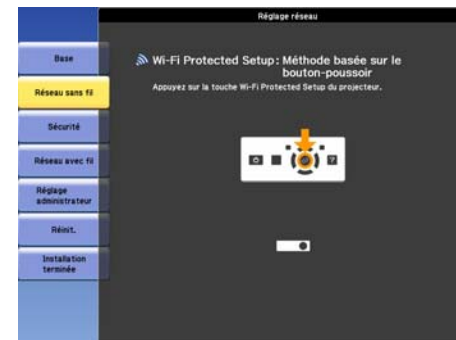 Réglage réseau
Base
Réseau sans fil
Sécurité
Réseau avec fil
Réglage
administrateur
Réinit.
Installation
terminée
Wi-Fi Protected Setup: Méthode basée sur le
bouton-poussoir
Appuyez sur la touche Wi-Fi Protected Setup du projecteur.
?